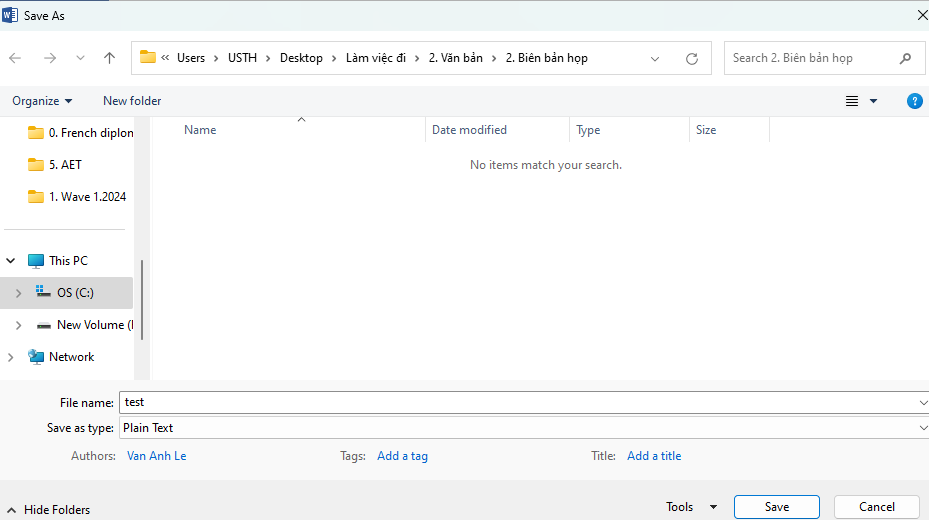 Save As
« Users > USTH > Desktop > Làm việc đi > 2. Văn bản > 2. Biên bản họp
Search 2. Biên bản họp
Organize
New folder
?
0. French diplon
5. AET
1. Wave 1.2024
This PC
OS (C:)
New Volume (
Network
Name
Date modified
Type
Size
No items match your search.
File name: test
Save as type: Plain Text
Authors: Van Anh Le
Tags: Add a tag
Title: Add a title
Hide Folders
Tools
Save
Cancel